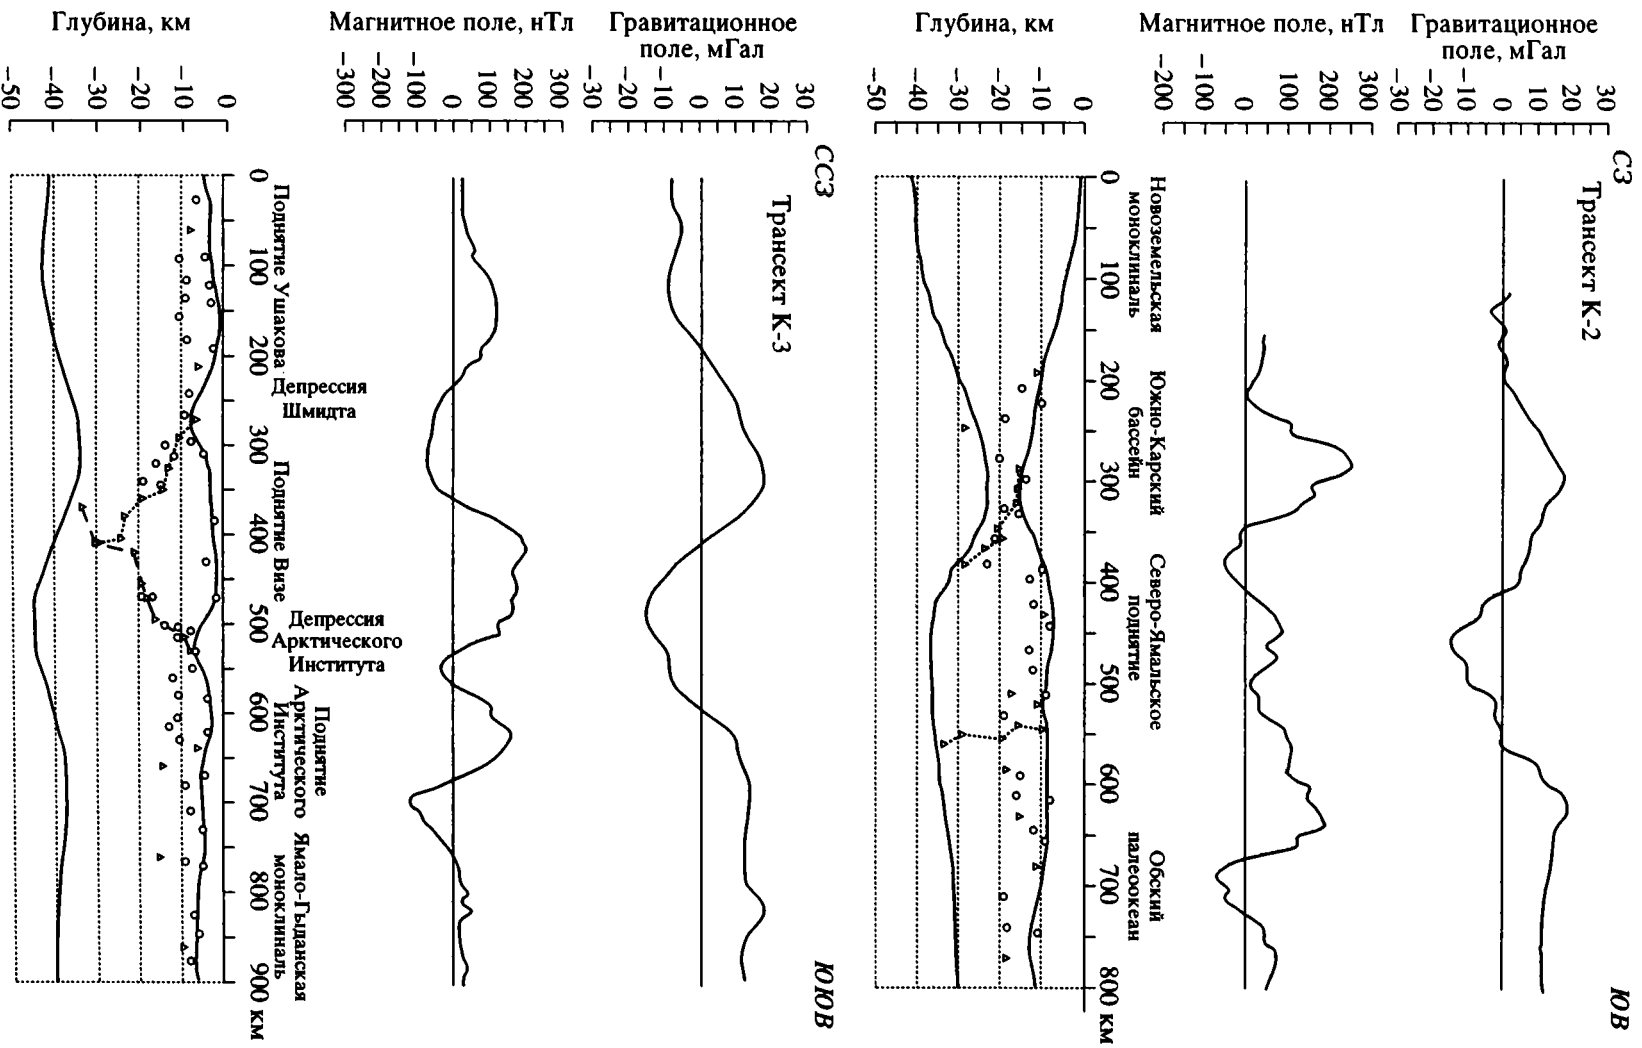 СЗ
Трансект К-2
ЮВ
Гравитационное
поле, мГал
30
20
10
0
−10
−20
−30
Магнитное поле, нТл
300
200
100
0
−100
−200
Новоземельская
моноклиналь
Южно-Карский
бассейн
Северо-Ямальское
поднятие
Обский
палеоокеан
0 100 200 300 400 500 600 700 800 км
Глубина, км
0
−10
−20
−30
−40
−50
ССЗ
Трансект К-3
ЮЮВ
Гравитационное
поле, мГал
30
20
10
0
−10
−20
−30
Магнитное поле, нТл
300
200
100
0
−100
−200
−300
Депрессия
Шмидта
Депрессия
Арктического
Института
Поднятие Ушакова
Поднятие Визе
Поднятие
Арктического
Института
Ямало-Гыданская
моноклиналь
0 100 200 300 400 500 600 700 800 900 км
Глубина, км
0
−10
−20
−30
−40
−50